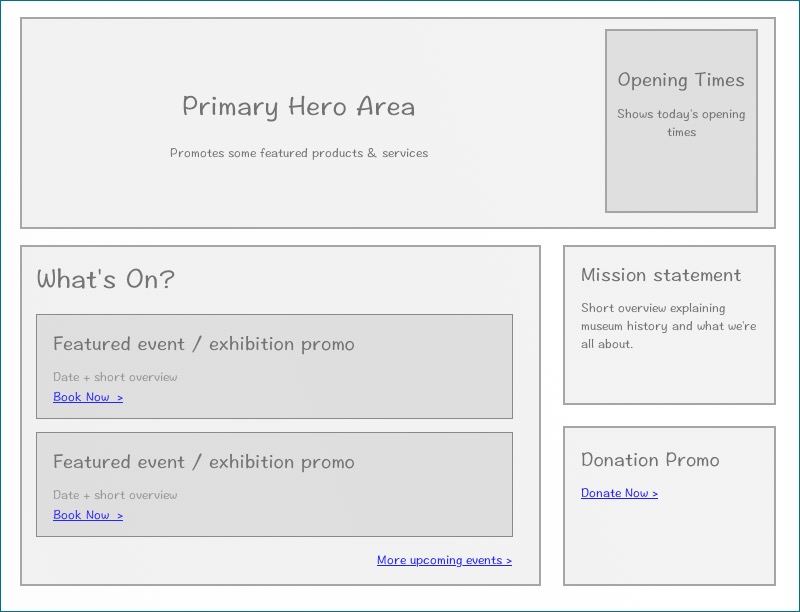 Primary Hero Area
Promotes some featured products & services
Opening Times
Shows today's opening
times
What's On?
Featured event / exhibition promo
Date + short overview
Book Now  >
Featured event / exhibition promo
Date + short overview
Book Now  >
More upcoming events >
Mission statement
Short overview explaining
museum history and what we're
all about.
Donation Promo
Donate Now >